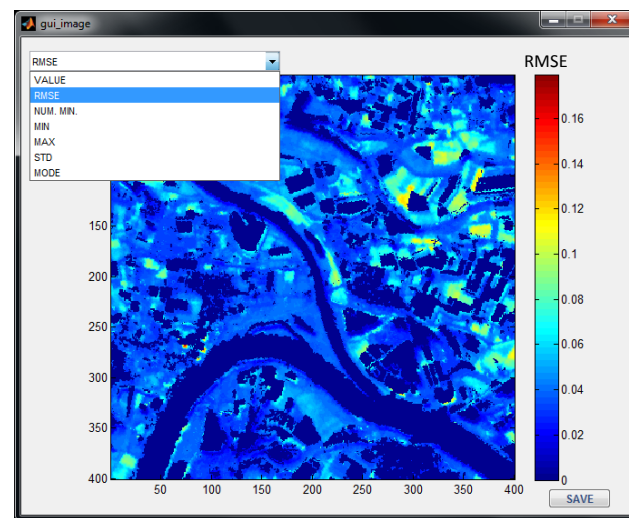 gui_image
RMSE
RMSE
VALUE
RMSE
NUM. MIN.
MIN
MAX
STD
MODE
150
200
250
300
350
400
50 100 150 200 250 300 350 400
0.16
0.14
0.12
0.1
0.08
0.06
0.04
0.02
0
SAVE